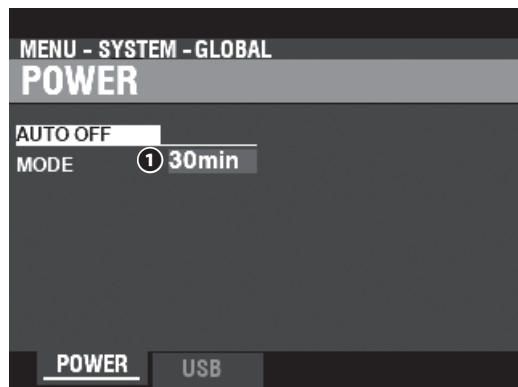 MENU - SYSTEM - GLOBAL
POWER
AUTO OFF
MODE 1 30min
POWER USB